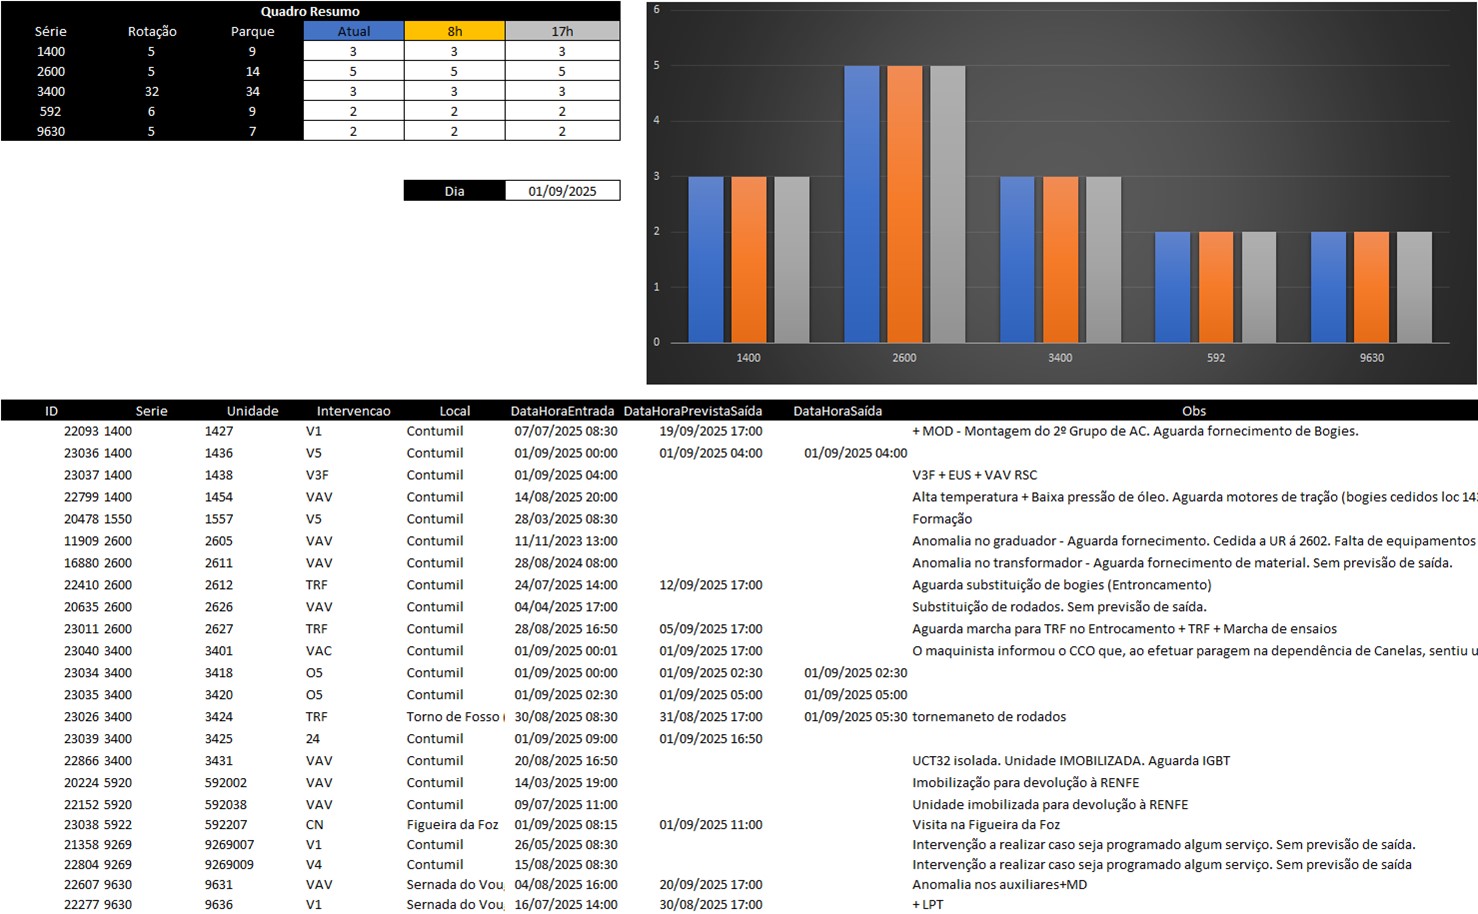 Quadro Resumo
Série Rotação Parque Atual 8h 17h
1400 5 9 3 3 3
2600 5 14 5 5 5
3400 32 34 3 3 3
592 6 9 2 2 2
9630 5 7 2 2 2
Dia 01/09/2025
6
5
4
3
2
1
0
1400 2600 3400 592 9630
ID Serie Unidade Intervencao Local DataHoraEntrada DataHoraPrevistaSaída DataHoraSaída Obs
22093 1400 1427 V1 Contumil 07/07/2025 08:30 19/09/2025 17:00 + MOD - Montagem do 2º Grupo de AC. Aguarda fornecimento de Bogies.
23036 1400 1436 V5 Contumil 01/09/2025 00:00 01/09/2025 04:00 01/09/2025 04:00
23037 1400 1438 V3F Contumil 01/09/2025 04:00 V3F + EUS + VAV RSC
22799 1400 1454 VAV Contumil 14/08/2025 20:00 Alta temperatura + Baixa pressão de óleo. Aguarda motores de tração (bogies cedidos loc 143
20478 1550 1557 V5 Contumil 28/03/2025 08:30 Formação
11909 2600 2605 VAV Contumil 11/11/2023 13:00 Anomalia no graduador - Aguarda fornecimento. Cedida a UR á 2602. Falta de equipamentos
16880 2600 2611 VAV Contumil 28/08/2024 08:00 Anomalia no transformador - Aguarda fornecimento de material. Sem previsão de saída.
22410 2600 2612 TRF Contumil 24/07/2025 14:00 12/09/2025 17:00 Aguarda substituição de bogies (Entroncamento)
20635 2600 2626 VAV Contumil 04/04/2025 17:00 Substituição de rodados. Sem previsão de saída.
23011 2600 2627 TRF Contumil 28/08/2025 16:50 05/09/2025 17:00 Aguarda marcha para TRF no Entrocamento + TRF + Marcha de ensaios
23040 3400 3401 VAC Contumil 01/09/2025 00:01 01/09/2025 17:00 O maquinista informou o CCO que, ao efetuar paragem na dependência de Canelas, sentiu u
23034 3400 3418 O5 Contumil 01/09/2025 00:00 01/09/2025 02:30 01/09/2025 02:30
23035 3400 3420 O5 Contumil 01/09/2025 02:30 01/09/2025 05:00 01/09/2025 05:00
23026 3400 3424 TRF Torno de Fosso ( 30/08/2025 08:30 31/08/2025 17:00 01/09/2025 05:30 tornemaneto de rodados
23039 3400 3425 24 Contumil 01/09/2025 09:00 01/09/2025 16:50
22866 3400 3431 VAV Contumil 20/08/2025 16:50 UCT32 isolada. Unidade IMOBILIZADA. Aguarda IGBT
20224 5920 592002 VAV Contumil 14/03/2025 19:00 Imobilização para devolução à RENFE
22152 5920 592038 VAV Contumil 09/07/2025 11:00 Unidade imobilizada para devolução à RENFE
23038 5922 592207 CN Figueira da Foz 01/09/2025 08:15 01/09/2025 11:00 Visita na Figueira da Foz
21358 9269 9269007 V1 Contumil 26/05/2025 08:30 Intervenção a realizar caso seja programado algum serviço. Sem previsão de saída.
22804 9269 9269009 V4 Contumil 15/08/2025 08:30 Intervenção a realizar caso seja programado algum serviço. Sem previsão de saída
22607 9630 9631 VAV Sernada do Vou 04/08/2025 16:00 20/09/2025 17:00 Anomalia nos auxiliares+MD
22277 9630 9636 V1 Sernada do Vou 16/07/2025 14:00 30/08/2025 17:00 + LPT